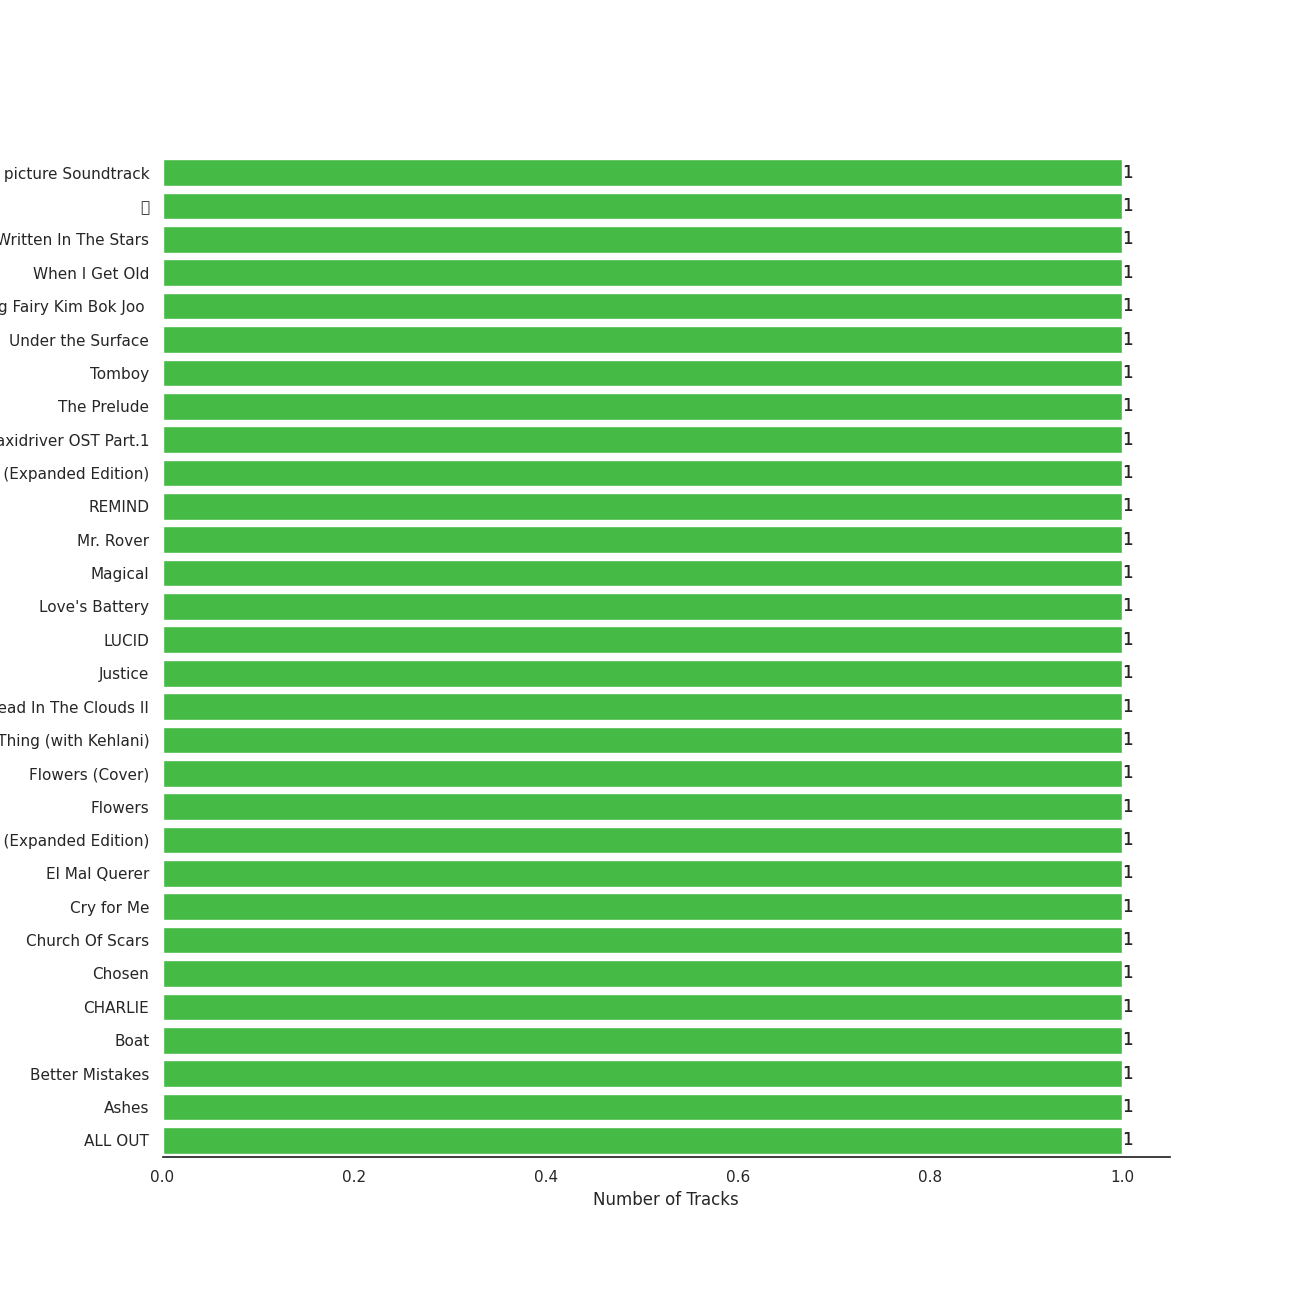 picture Soundtrack 1
1
Written In The Stars 1
When I Get Old 1
g Fairy Kim Bok Joo 1
Under the Surface 1
Tomboy 1
The Prelude 1
axidriver OST Part.1 1
(Expanded Edition) 1
REMIND 1
Mr. Rover 1
Magical 1
Love's Battery 1
LUCID 1
Justice 1
ead In The Clouds II 1
Thing (with Kehlani) 1
Flowers (Cover) 1
Flowers 1
(Expanded Edition) 1
El Mal Querer 1
Cry for Me 1
Church Of Scars 1
Chosen 1
CHARLIE 1
Boat 1
Better Mistakes 1
Ashes 1
ALL OUT 1
0.0 0.2 0.4 0.6 0.8 1.0
Number of Tracks